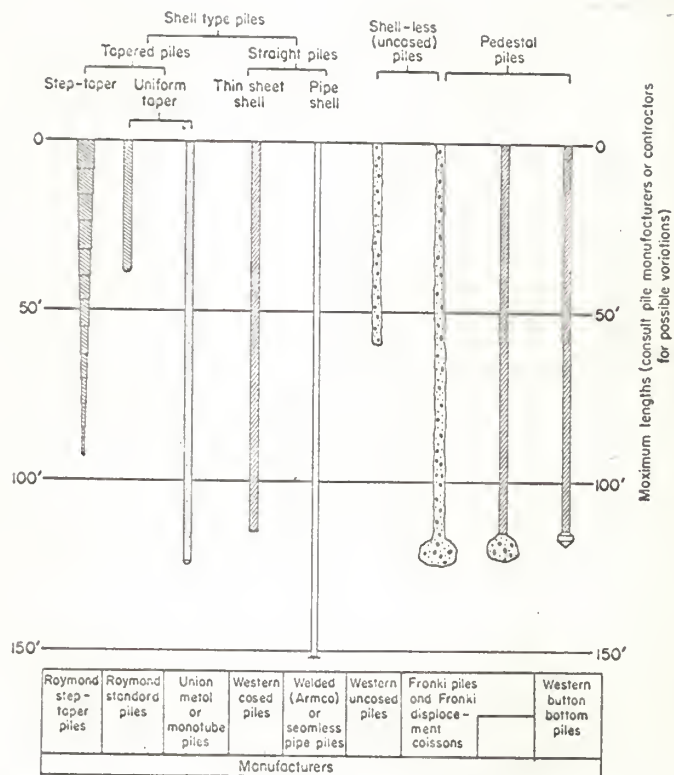 Shell type piles
Tapered piles
Straight piles
Shell-less
(uncased)
piles
Pedestal
piles
Step-taper
Uniform
taper
Thin sheet
shell
Pipe
shell
0
0
50'
50'
100'
100'
150'
150'
Maximum lengths (consult pile manufacturers or contractors
for possible variations)
Raymond
step-
taper
piles
Raymond
standard
piles
Union
metal
or
monotube
piles
Western
cased
piles
Welded
(Armco)
or
seamless
pipe piles
Western
uncased
piles
Franki piles
and Franki
displace-
ment
caissons
Western
button
bottom
piles
Manufacturers